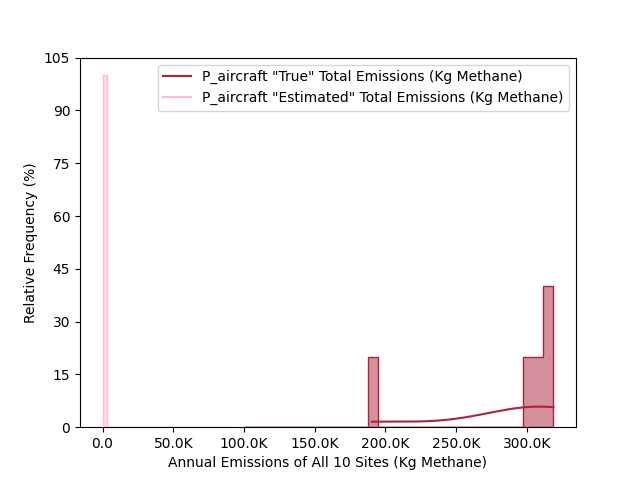 105
90
75
60
45
30
15
0
Relative Frequency (%)
P_aircraft "True" Total Emissions (Kg Methane)
P_aircraft "Estimated" Total Emissions (Kg Methane)
0.0 50.0K 100.0K 150.0K 200.0K 250.0K 300.0K
Annual Emissions of All 10 Sites (Kg Methane)